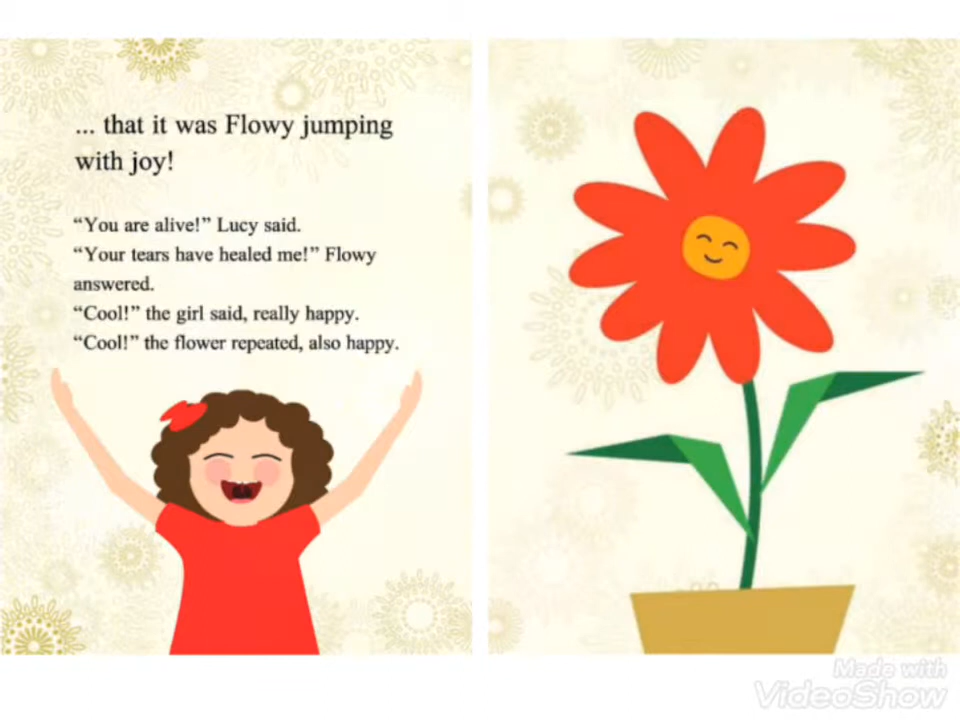 ... that it was Flowy jumping
with joy!
“You are alive!” Lucy said.
“Your tears have healed me!” Flowy
answered.
“Cool!” the girl said, really happy.
“Cool!” the flower repeated, also happy.
Made with
VideoShow